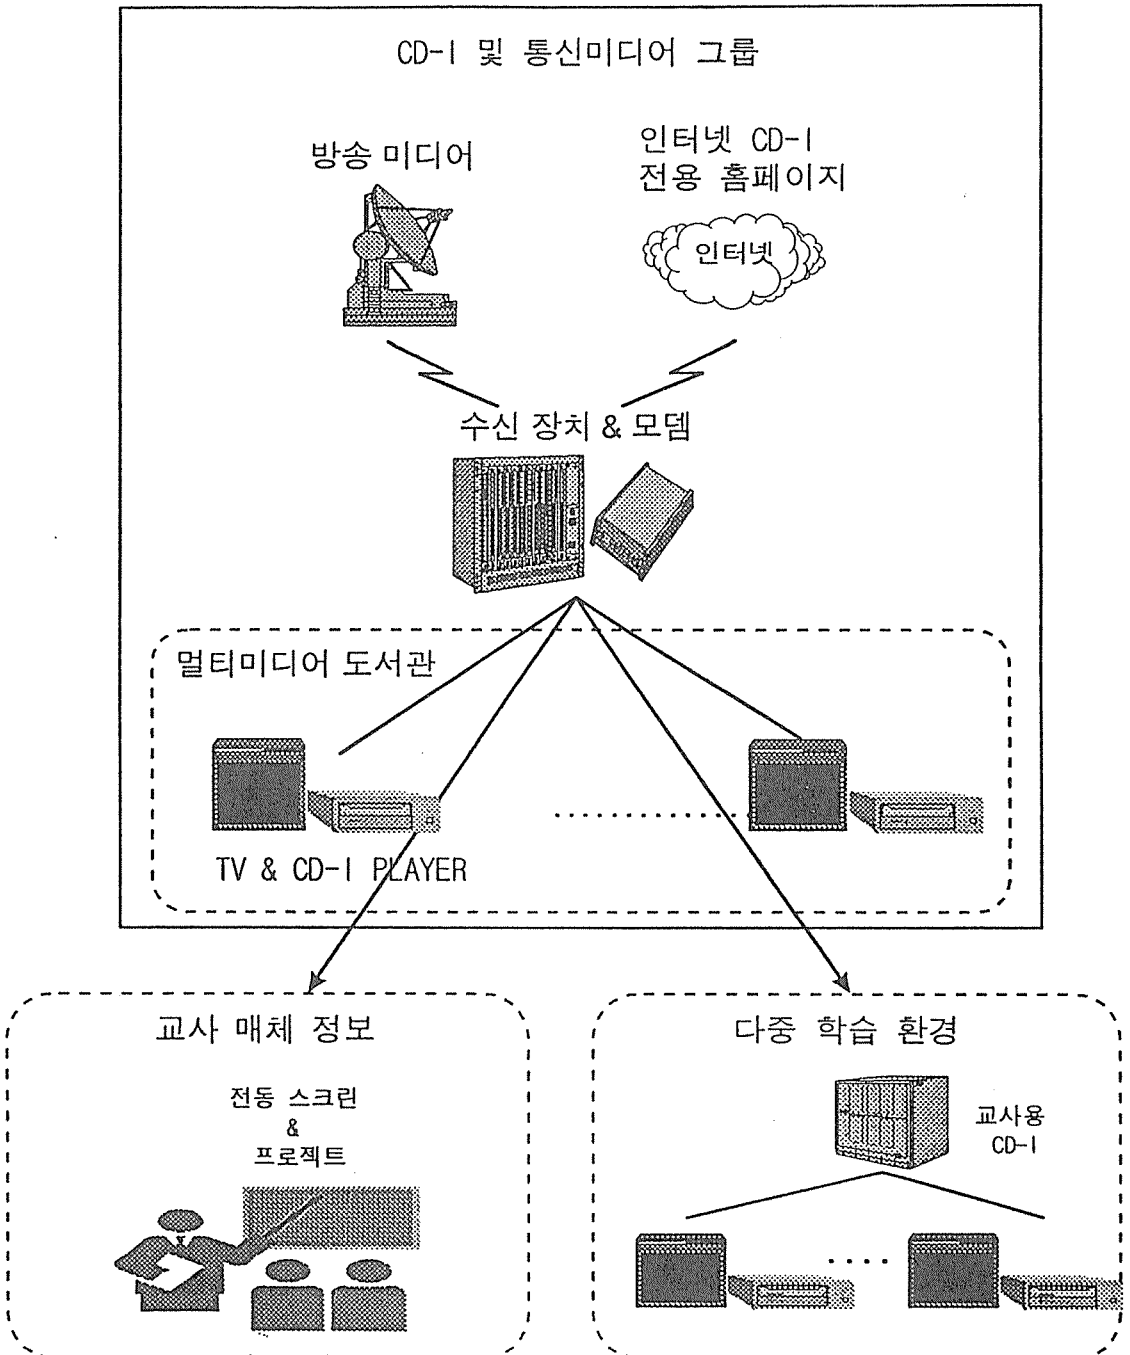 CD-I 및 통신미디어 그룹
방송 미디어
인터넷 CD-I
전용 홈페이지
인터넷
수신 장치 & 모뎀
멀티미디어 도서관
TV & CD-I PLAYER
교사 매체 정보
전동 스크린
&
프로젝트
다중 학습 환경
교사용
CD-I